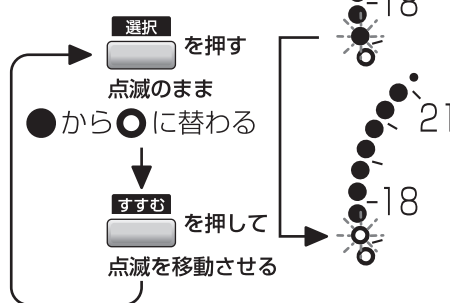 選択
を押す
点滅のまま
●から○に替わる
すすむ
を押して
点滅を移動させる
-18
21
-18